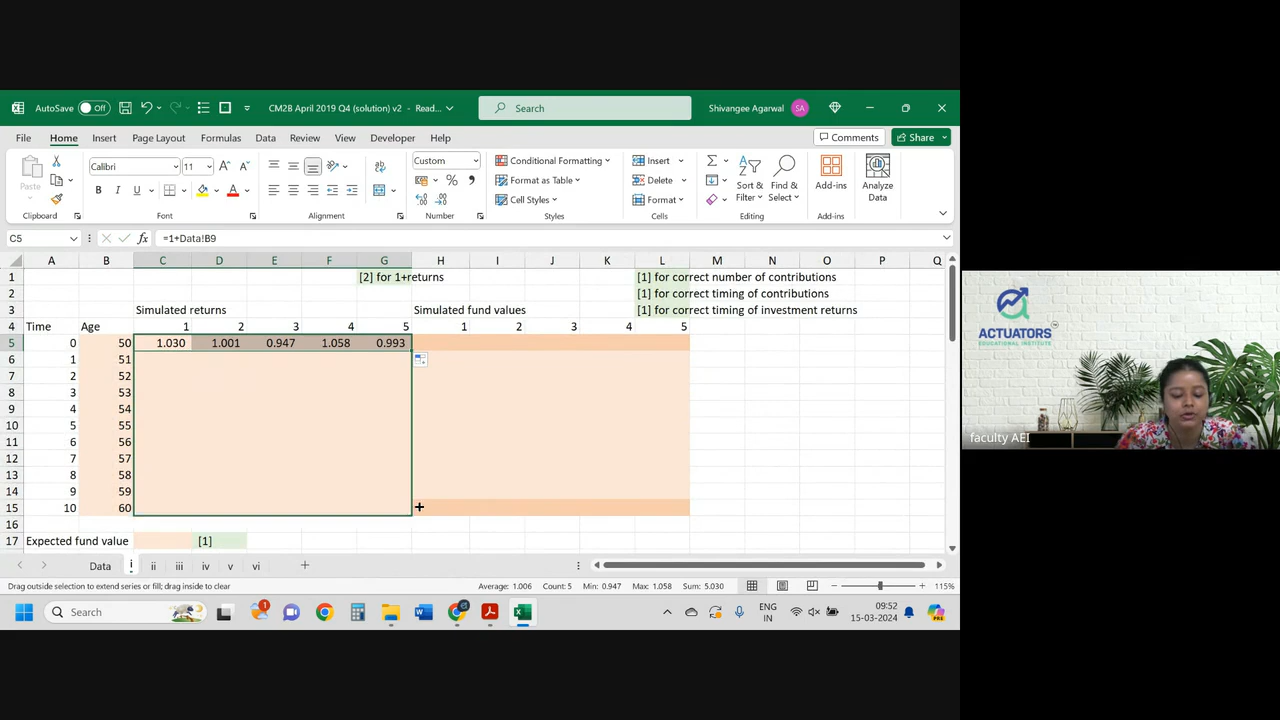 AutoSave Off CM2B April 2019 Q4 (solution) v2 - Read... Search Shivangee Agarwal SA
File Home Insert Page Layout Formulas Data Review View Developer Help Comments Share
Paste Calibri 11 Custom Conditional Formatting Insert
B I U Format as Table Delete Sort & Find & Add-ins Analyze
Cell Styles Format Filter Select Data
Clipboard Font Alignment Number Styles Cells Editing Add-ins
C5 fx =1+Data!B9
A B C D E F G H I J K L M N O P Q
1 [2] for 1+returns [1] for correct number of contributions
2 [1] for correct timing of contributions
3 Simulated returns Simulated fund values [1] for correct timing of investment returns
4 Time Age 1 2 3 4 5 1 2 3 4 5
5 0 50 1.030 1.001 0.947 1.058 0.993
6 1 51
7 2 52
8 3 53
9 4 54
10 5 55
11 6 56
12 7 57
13 8 58
14 9 59
15 10 60
16
17 Expected fund value [1]
Data i ii iii iv v vi
Drag outside selection to extend series or fill; drag inside to clear Average: 1.006 Count: 5 Min: 0.947 Max: 1.058 Sum: 5.030 115%
Search 1 ENG IN 09:52 15-03-2024
ACTUATORS
EDUCATIONAL INSTITUTE
faculty AEI